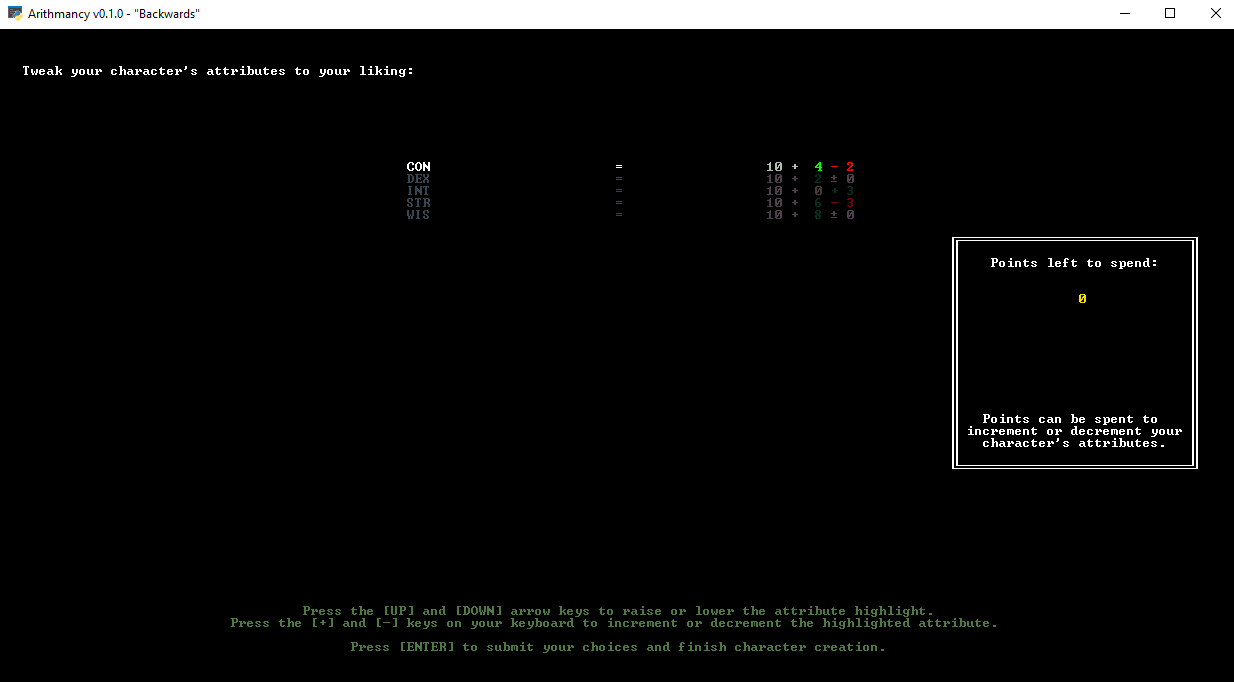 Arithmancy v0.1.0 - "Backwards"
Tweak your character's attributes to your liking:
CON = 10 + 4 - 2
DEX = 10 + 2 ± 0
INT = 10 + 0 + 3
STR = 10 + 6 - 3
WIS = 10 + 8 ± 0
Points left to spend:
0
Points can be spent to
increment or decrement your
character's attributes.
Press the [UP] and [DOWN] arrow keys to raise or lower the attribute highlight.
Press the [+] and [-] keys on your keyboard to increment or decrement the highlighted attribute.
Press [ENTER] to submit your choices and finish character creation.